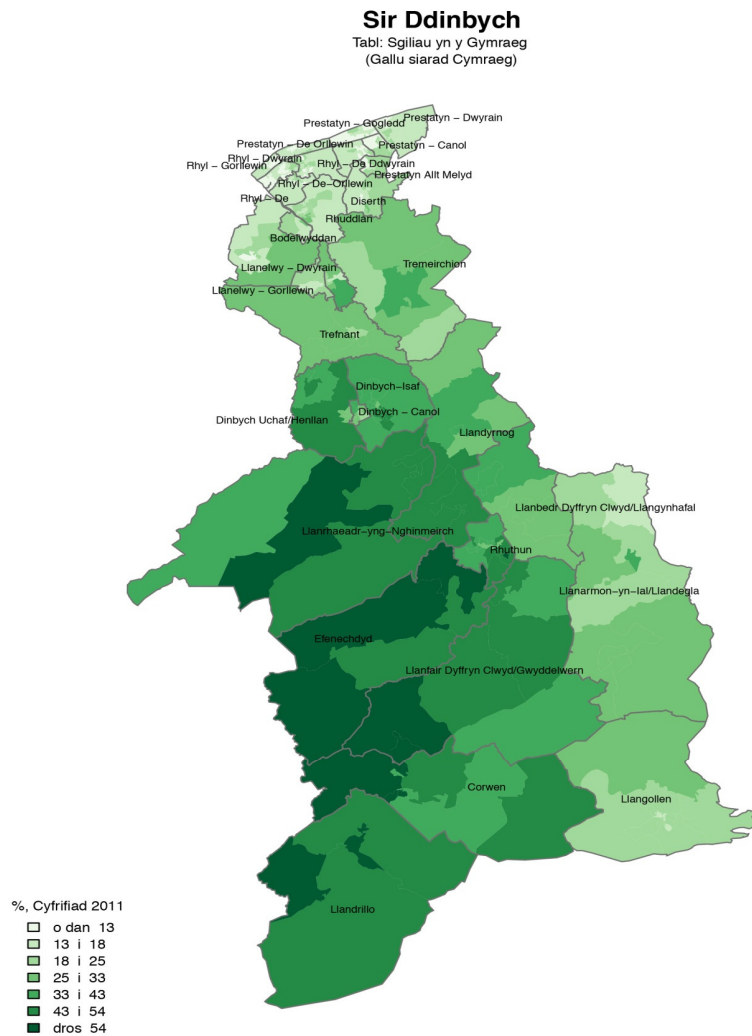 Sir Ddinbych
Tabl: Sgiliau yn y Gymraeg
(Gallu siarad Cymraeg)
Prestatyn − Dwyrain
Prestatyn − Gogledd
Prestatyn − De Orllewin
Prestatyn − Canol
Rhyl − Dwyrain
Rhyl − Gorllewin
Rhyl − De Ddwyrain
Prestatyn Allt Melyd
Rhyl − De−Orllewin
Rhyl − De
Diserth
Rhuddlan
Bodelwyddan
Tremeirchion
Llanelwy − Dwyrain
Llanelwy − Gorllewin
Trefnant
Dinbych−Isaf
Dinbych − Canol
Dinbych Uchaf/Henllan
Llandyrnog
Llanbedr Dyffryn Clwyd/Llangynhafal
Llanrhaeadr−yng−Nghinmeirch
Rhuthun
Llanarmon−yn−Ial/Llandegla
Efenechdyd
Llanfair Dyffryn Clwyd/Gwyddelwern
Corwen
Llangollen
Llandrillo
%, Cyfrifiad 2011
o dan 13
13 i 18
18 i 25
25 i 33
33 i 43
43 i 54
dros 54